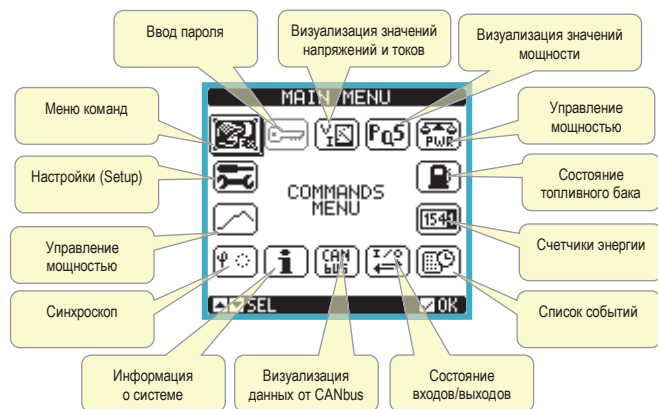 Ввод пароля
Визуализация значений
напряжений и токов
Визуализация значений
мощности
Меню команд
MAIN MENU
Управление
мощностью
V
I
PQS
PWR
Настройки (Setup)
COMMANDS
MENU
Состояние
топливного бака
Управление
мощностью
154
Счетчики энергии
Синхроскоп
φ
i
CAN
bUS
I/O
Список событий
SEL
OK
Информация
о системе
Визуализация
данных от CANbus
Состояние
входов/выходов